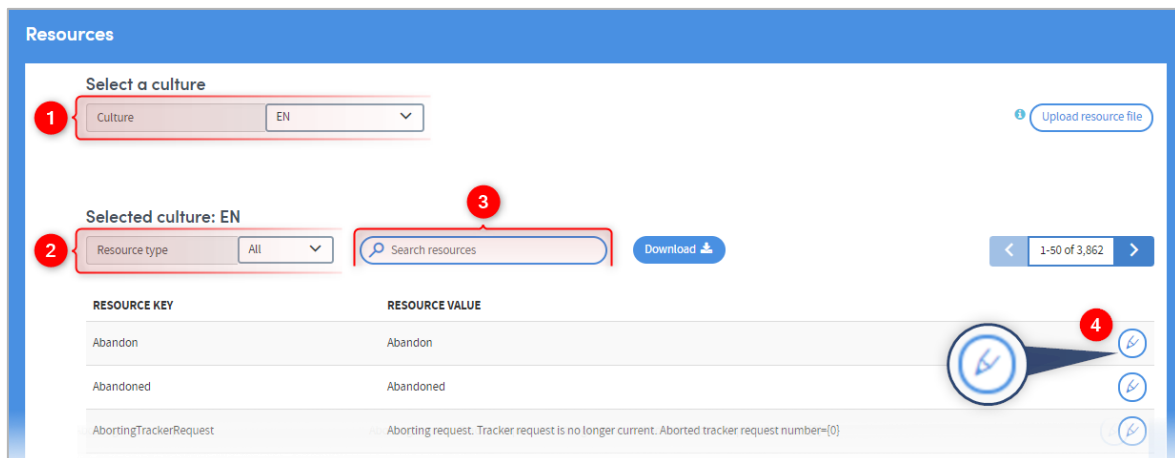 Resources
Select a culture
1
Culture EN
Upload resource file
3
Selected culture: EN
2
Resource type All
Search resources
Download
1-50 of 3,862
RESOURCE KEY RESOURCE VALUE
4
Abandon Abandon
Abandoned Abandoned
AbortingTrackerRequest Aborting request. Tracker request is no longer current. Aborted tracker request number={0}